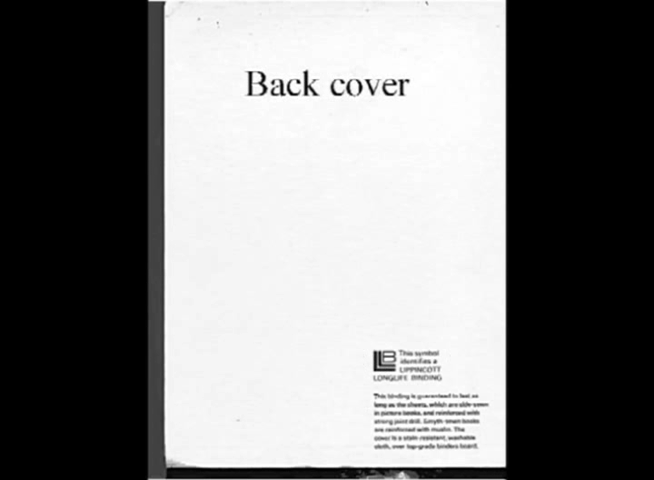 Back cover
LLB This symbol
identifies a
LIPPINCOTT
LONGLIFE BINDING
This binding is guaranteed to last as
long as the sheets, which are side-sewn
in picture books, and reinforced with
strong joint drill. Smyth-sewn books
are reinforced with muslin. The
cover is a stain-resistant, washable
cloth, over top-grade binders board.